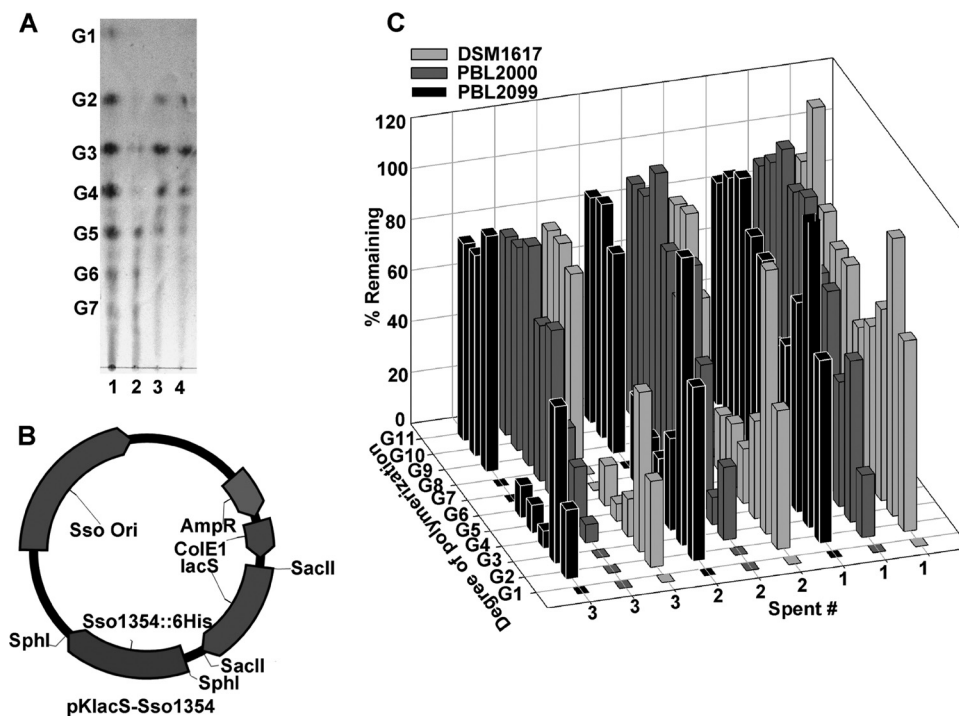 A
G1
G2
G3
G4
G5
G6
G7
1 2 3 4
B
Sso Ori
AmpR
ColE1
lacS
SacII
Sso1354::6His
SphI
SacII
SphI
pKlacS-Sso1354
C
DSM1617
PBL2000
PBL2099
% Remaining
120
100
80
60
40
20
0
G11
G10
G9
G8
G7
G6
G5
G4
G3
G2
G1
Degree of polymerization
3 3 3 2 2 2 1 1 1
Spent #